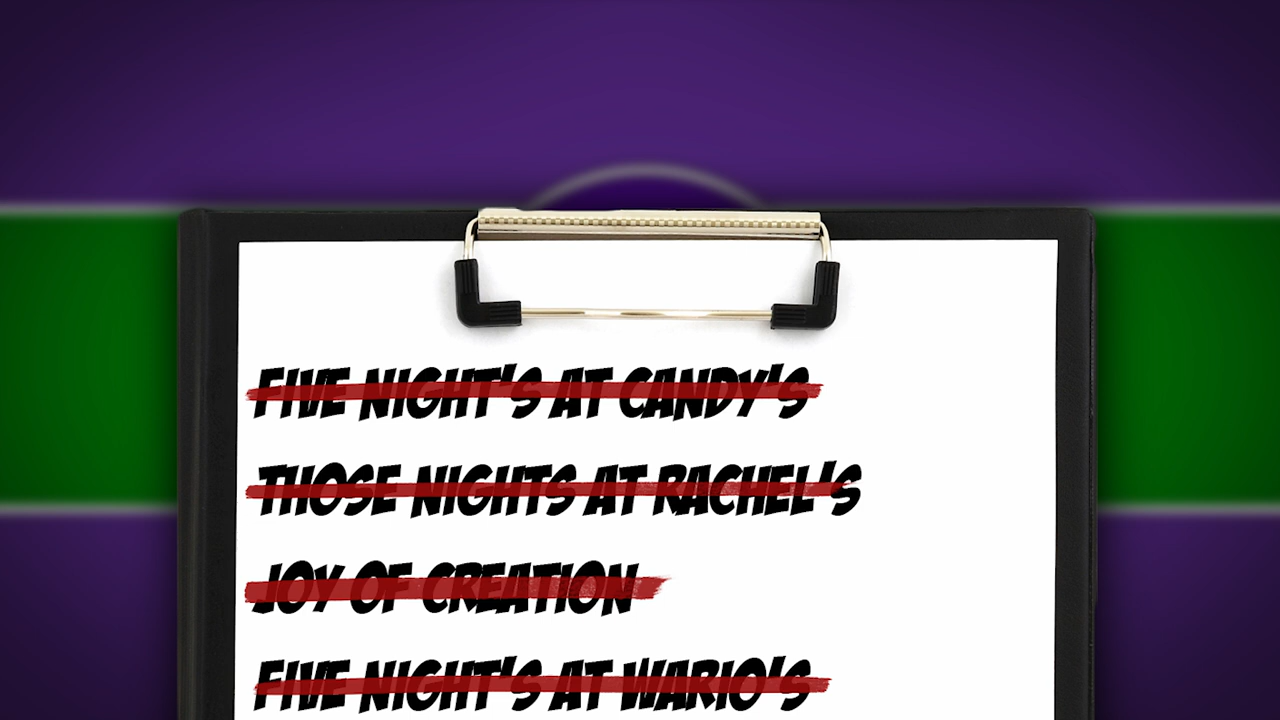 FIVE NIGHT'S AT CANDY'S
THOSE NIGHTS AT RACHEL'S
JOY OF CREATION
FIVE NIGHT'S AT WARIO'S